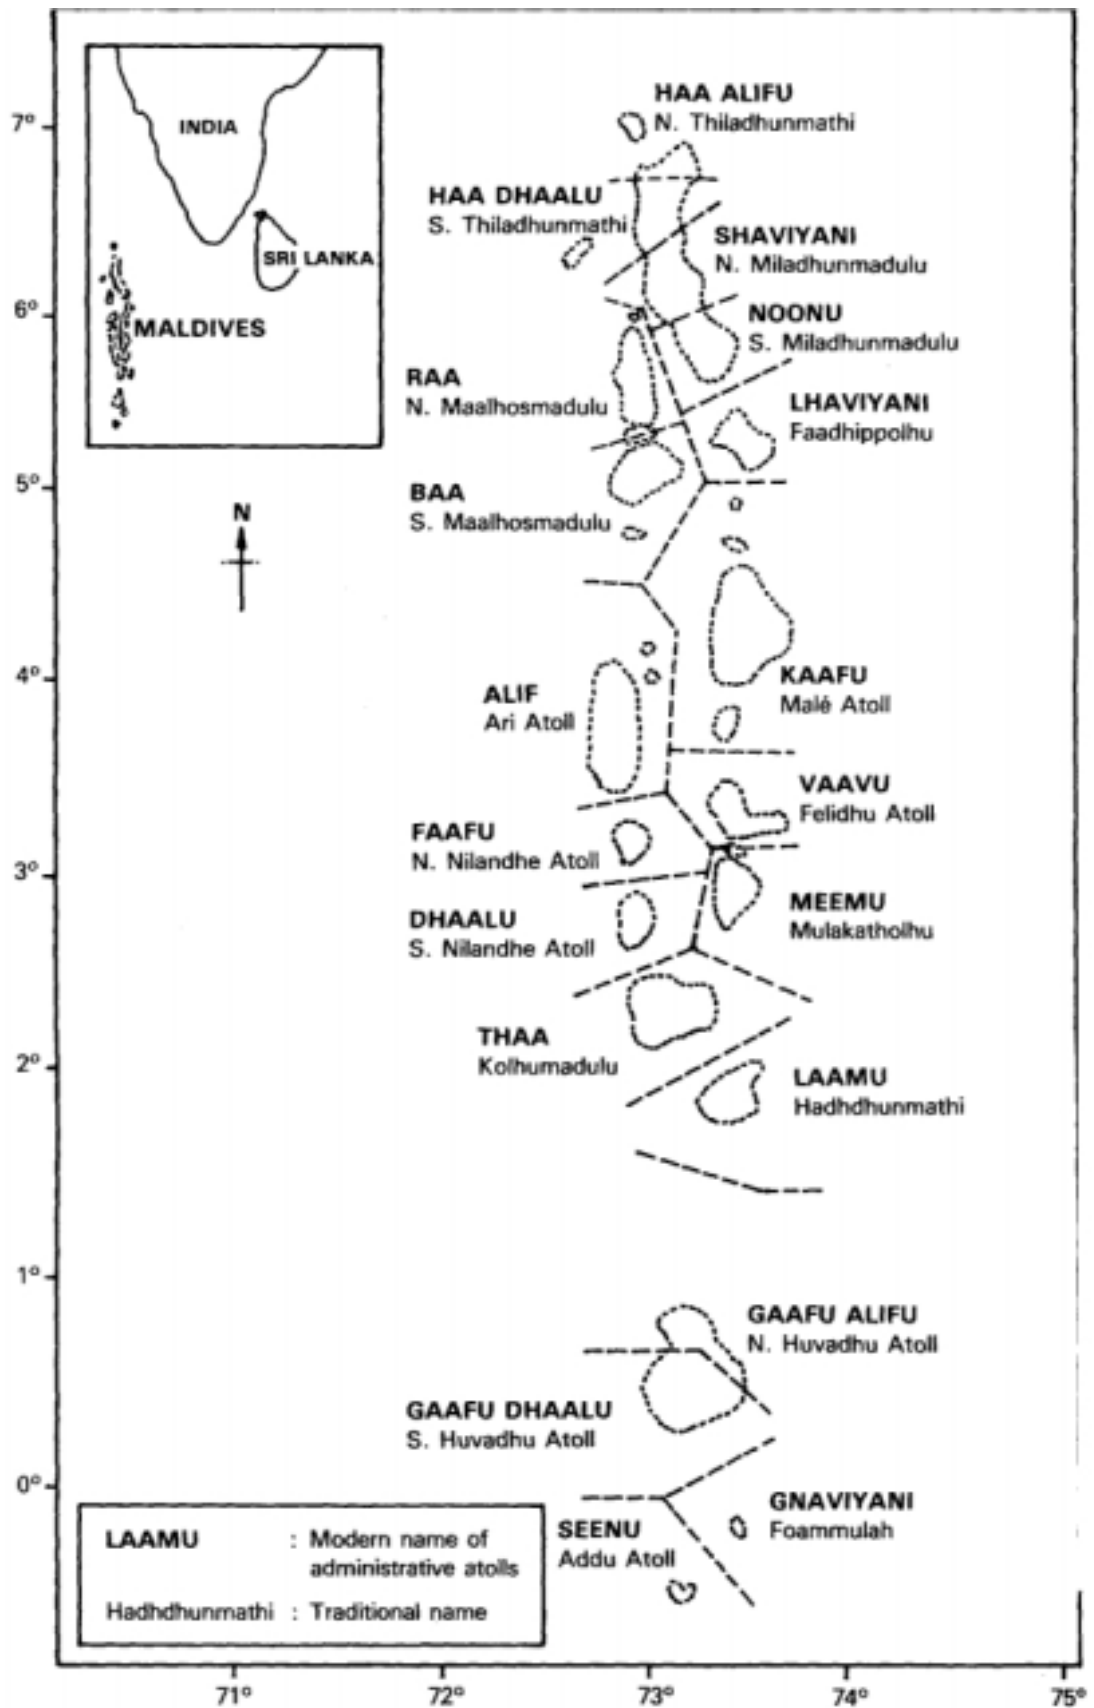 INDIA
SRI LANKA
MALDIVES
N
HAA ALIFU
N. Thiladhunmathi
HAA DHAALU
S. Thiladhunmathi
SHAVIYANI
N. Miladhunmadulu
NOONU
S. Miladhunmadulu
RAA
N. Maalhosmadulu
LHAVIYANI
Faadhippolhu
BAA
S. Maalhosmadulu
KAAFU
Malé Atoll
ALIF
Ari Atoll
VAAVU
Felidhu Atoll
FAAFU
N. Nilandhe Atoll
MEEMU
Mulakatholhu
DHAALU
S. Nilandhe Atoll
THAA
Kolhumadulu
LAAMU
Hadhdhunmathi
GAAFU ALIFU
N. Huvadhu Atoll
GAAFU DHAALU
S. Huvadhu Atoll
GNAVIYANI
Foammulah
SEENU
Addu Atoll
LAAMU : Modern name of
administrative atolls
Hadhdhunmathi : Traditional name
7°
6°
5°
4°
3°
2°
1°
0°
71°
72°
73°
74°
75°